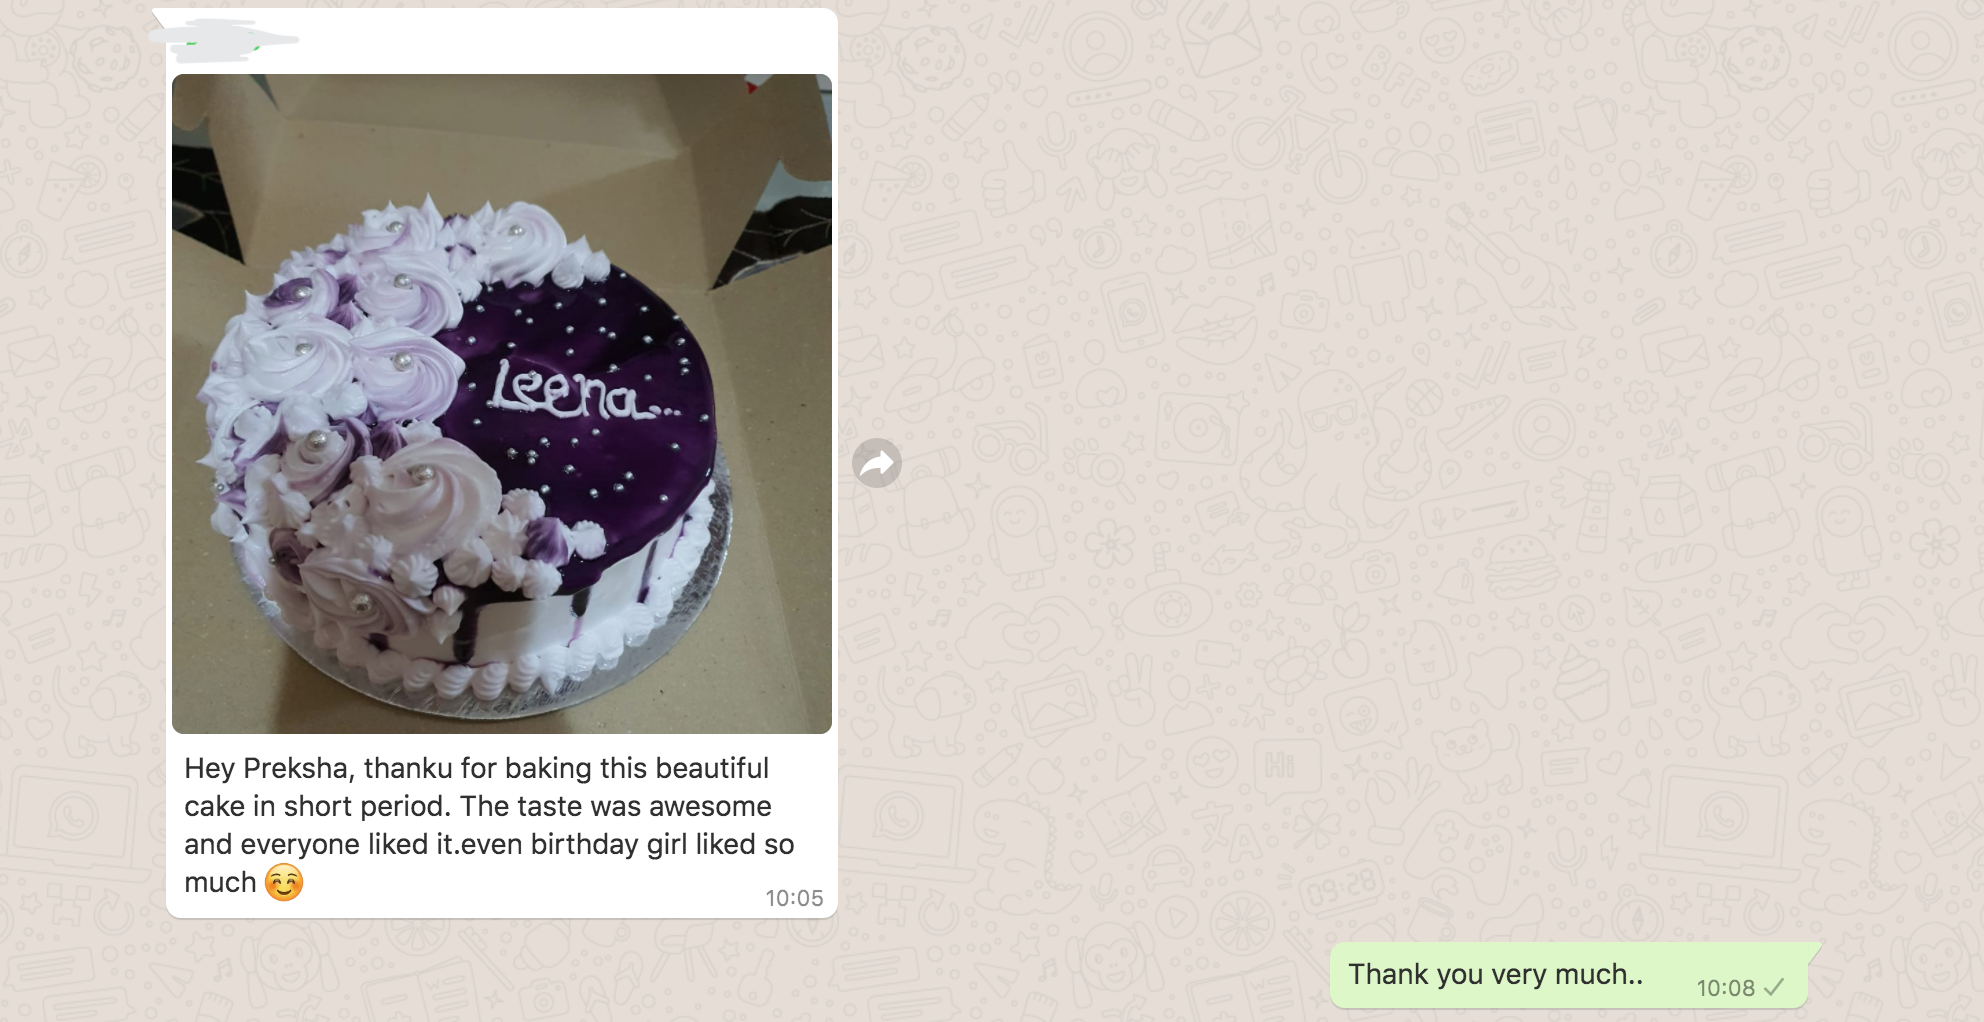 Leena...
Hey Preksha, thanku for baking this beautiful
cake in short period. The taste was awesome
and everyone liked it.even birthday girl liked so
much ☺️
10:05
Thank you very much..
10:08